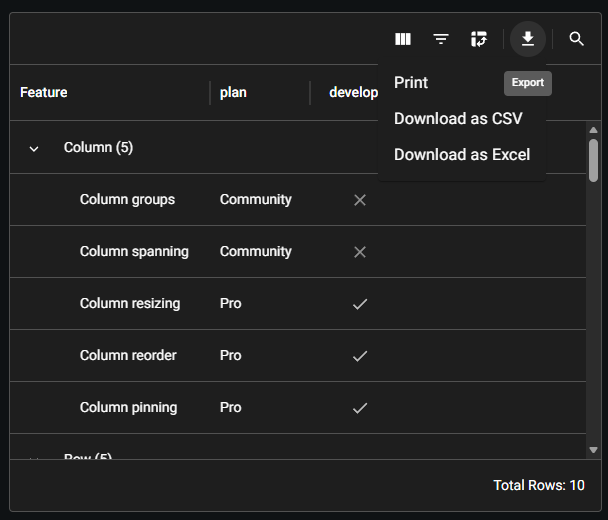 Print
Export
Download as CSV
Download as Excel
Feature
plan
develop
Column (5)
Column groups
Community
Column spanning
Community
Column resizing
Pro
Column reorder
Pro
Column pinning
Pro
Row (5)
Total Rows: 10